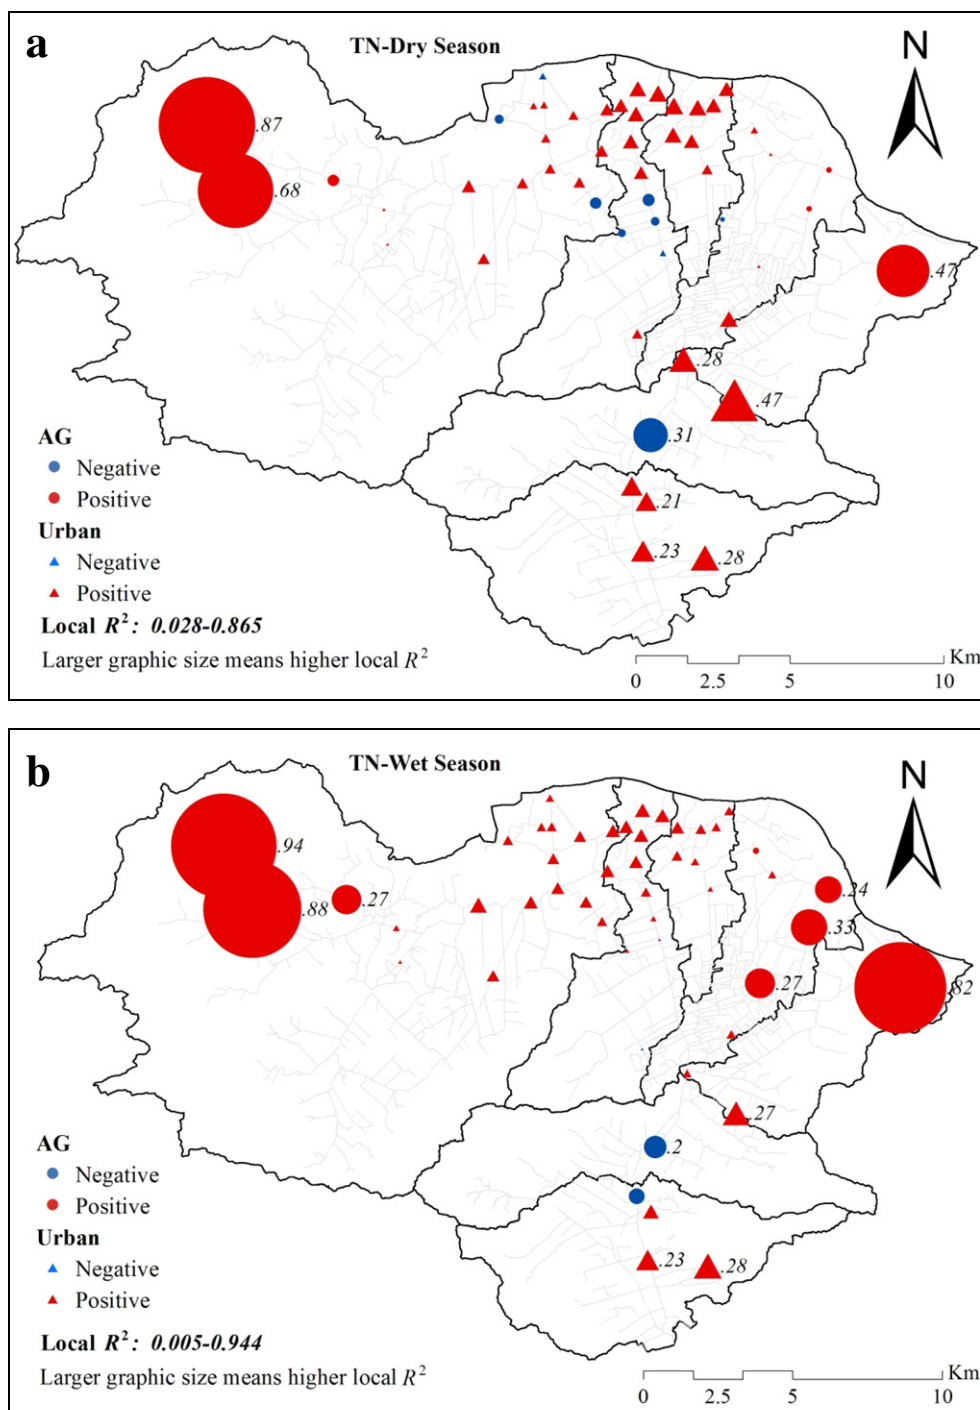 a
TN-Dry Season
N
.87
.68
.47
.28
.47
.31
.21
.23
.28
AG
Negative
Positive
Urban
Negative
Positive
Local R²: 0.028-0.865
Larger graphic size means higher local R²
Km
0 2.5 5 10
b
TN-Wet Season
N
.94
.88
.27
.24
.33
.27
.82
.27
.2
.23
.28
AG
Negative
Positive
Urban
Negative
Positive
Local R²: 0.005-0.944
Larger graphic size means higher local R²
Km
0 2.5 5 10